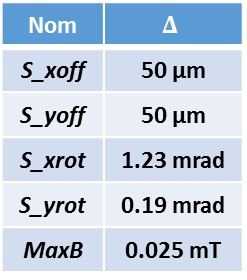 Nom Δ
S_xoff 50 µm
S_yoff 50 µm
S_xrot 1.23 mrad
S_yrot 0.19 mrad
MaxB 0.025 mT